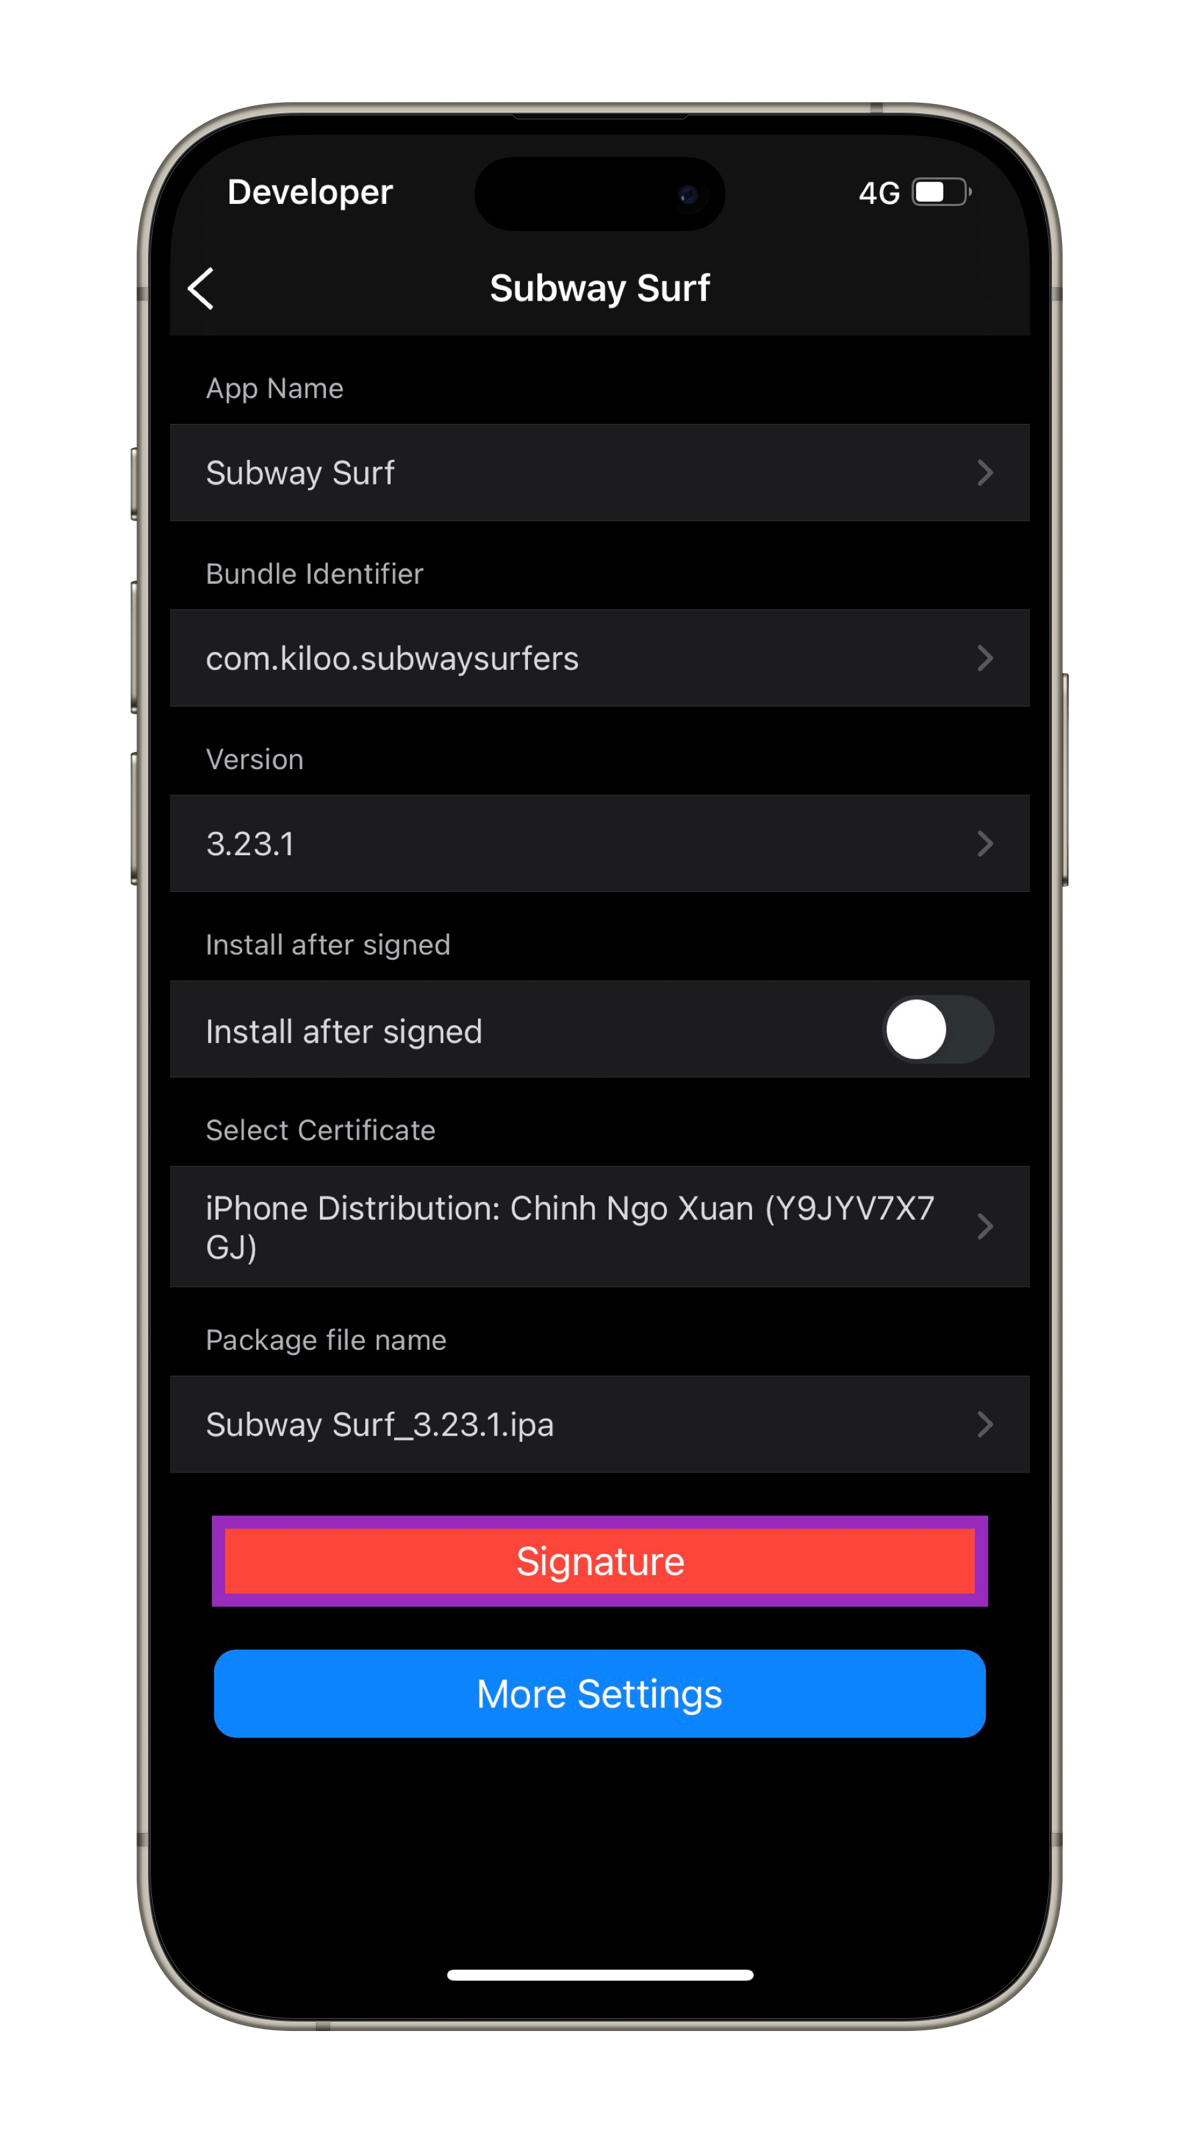 Developer
4G
Subway Surf
App Name
Subway Surf
Bundle Identifier
com.kiloo.subwaysurfers
Version
3.23.1
Install after signed
Install after signed
Select Certificate
iPhone Distribution: Chinh Ngo Xuan (Y9JYV7X7
GJ)
Package file name
Subway Surf_3.23.1.ipa
Signature
More Settings